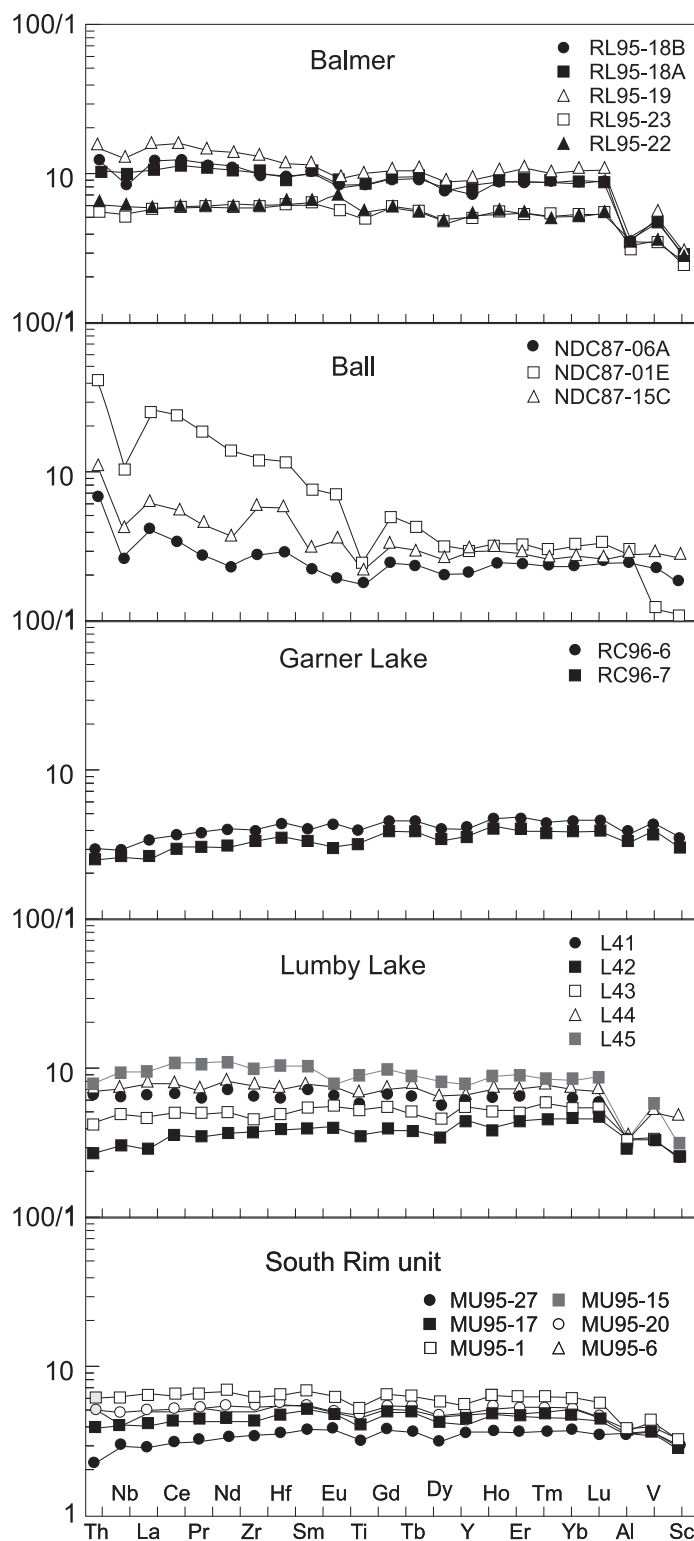 100/1
Balmer
RL95-18B
RL95-18A
RL95-19
RL95-23
RL95-22
10
100/1
Ball
NDC87-06A
NDC87-01E
NDC87-15C
10
100/1
Garner Lake
RC96-6
RC96-7
10
100/1
Lumby Lake
L41
L42
L43
L44
L45
10
100/1
South Rim unit
MU95-27 MU95-15
MU95-17 MU95-20
MU95-1 MU95-6
10
Nb Ce Nd Hf Eu Gd Dy Ho Tm Lu V
1
Th La Pr Zr Sm Ti Tb Y Er Yb Al Sc